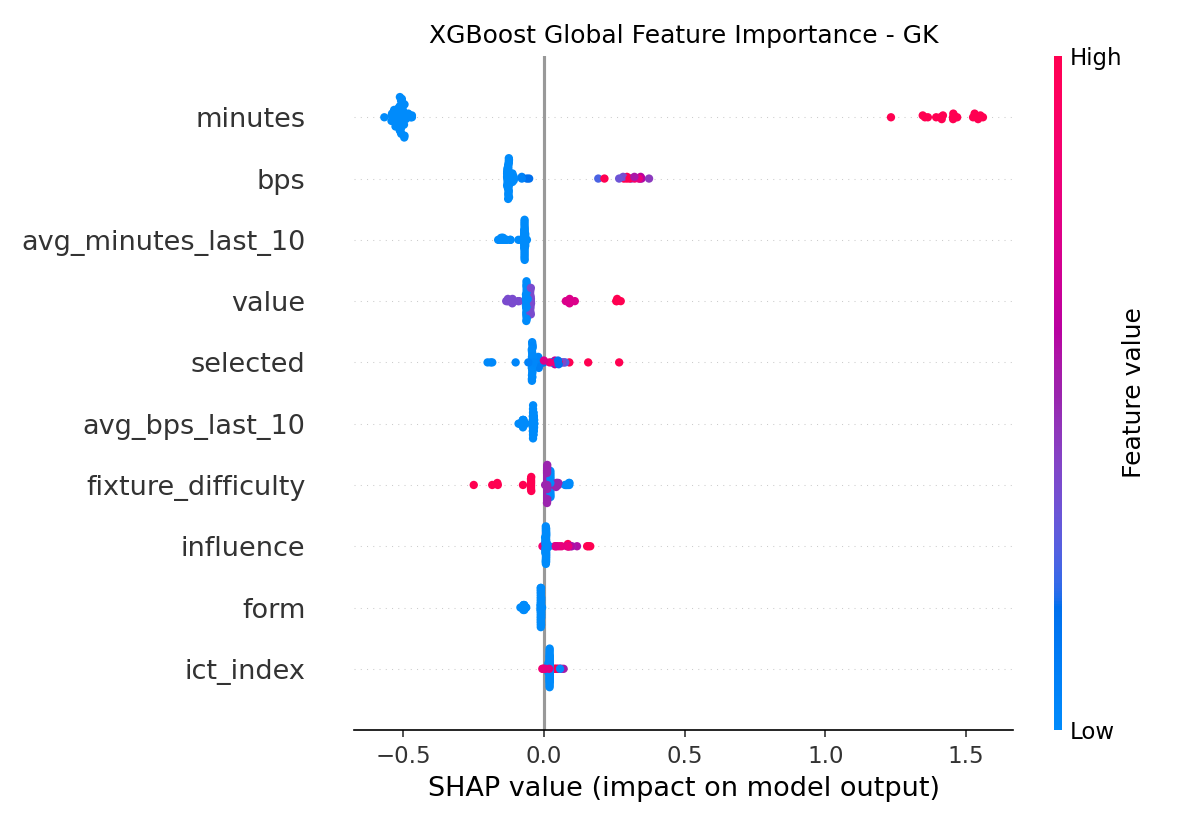 XGBoost Global Feature Importance - GK
High
minutes
bps
avg_minutes_last_10
value
selected
avg_bps_last_10
fixture_difficulty
influence
form
ict_index
Feature value
Low
−0.5
0.0
0.5
1.0
1.5
SHAP value (impact on model output)